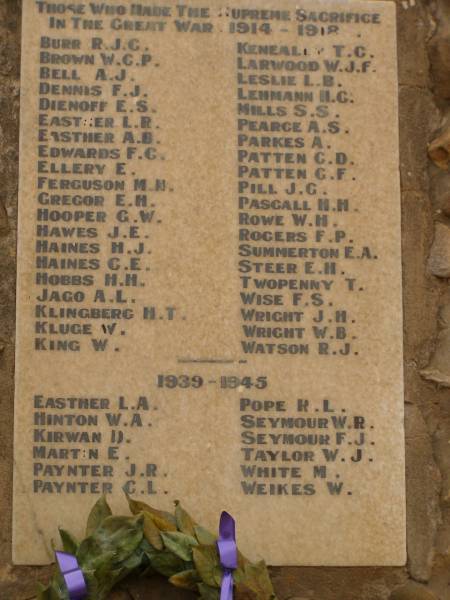 THOSE WHO MADE THE SUPREME SACRIFICE
IN THE GREAT WAR 1914 - 1918.
BURR R.J.G.
BROWN W.G.P.
BELL A.J.
DENNIS F.J.
DIENOFF E.S.
EASTHER L.R.
EASTHER A.B.
EDWARDS F.G.
ELLERY E.
FERGUSON M.N.
GREGOR E.H.
HOOPER G.W.
HAWES J.E.
HAINES H.J.
HAINES G.E.
HOBBS H.H.
JAGO A.L.
KLINGBERG H.T.
KLUGE W.
KING W.
KENEALLY T.G.
LARWOOD W.J.F.
LESLIE L.B.
LEHMANN H.G.
MILLS S.S.
PEARCE A.S.
PARKES A.
PATTEN G.D.
PATTEN G.F.
PILL J.G.
PASCALL H.H.
ROWE W.H.
ROGERS F.P.
SUMMERTON E.A.
STEER E.H.
TWOPENNY T.
WISE F.S.
WRIGHT J.H.
WRIGHT W.B.
WATSON R.J.
1939 - 1945
EASTHER L.A.
HINTON W.A.
KIRWAN D.
MARTIN E.
PAYNTER J.R.
PAYNTER G.L.
POPE R.L.
SEYMOUR W.R.
SEYMOUR F.J.
TAYLOR W.J.
WHITE M.
WEIKES W.